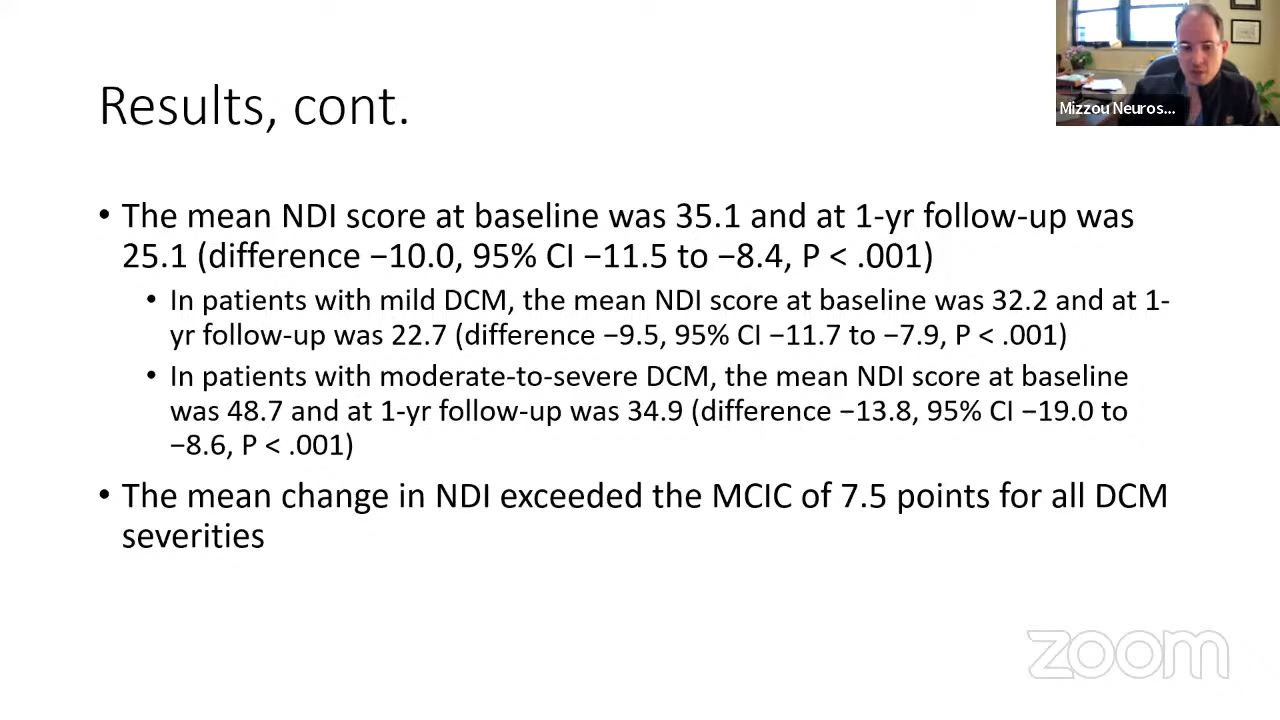 Results, cont.
Mizzou Neuros...
• The mean NDI score at baseline was 35.1 and at 1-yr follow-up was
25.1 (difference −10.0, 95% CI −11.5 to −8.4, P < .001)
• In patients with mild DCM, the mean NDI score at baseline was 32.2 and at 1-
yr follow-up was 22.7 (difference −9.5, 95% CI −11.7 to −7.9, P < .001)
• In patients with moderate-to-severe DCM, the mean NDI score at baseline
was 48.7 and at 1-yr follow-up was 34.9 (difference −13.8, 95% CI −19.0 to
−8.6, P < .001)
• The mean change in NDI exceeded the MCIC of 7.5 points for all DCM
severities
zoom